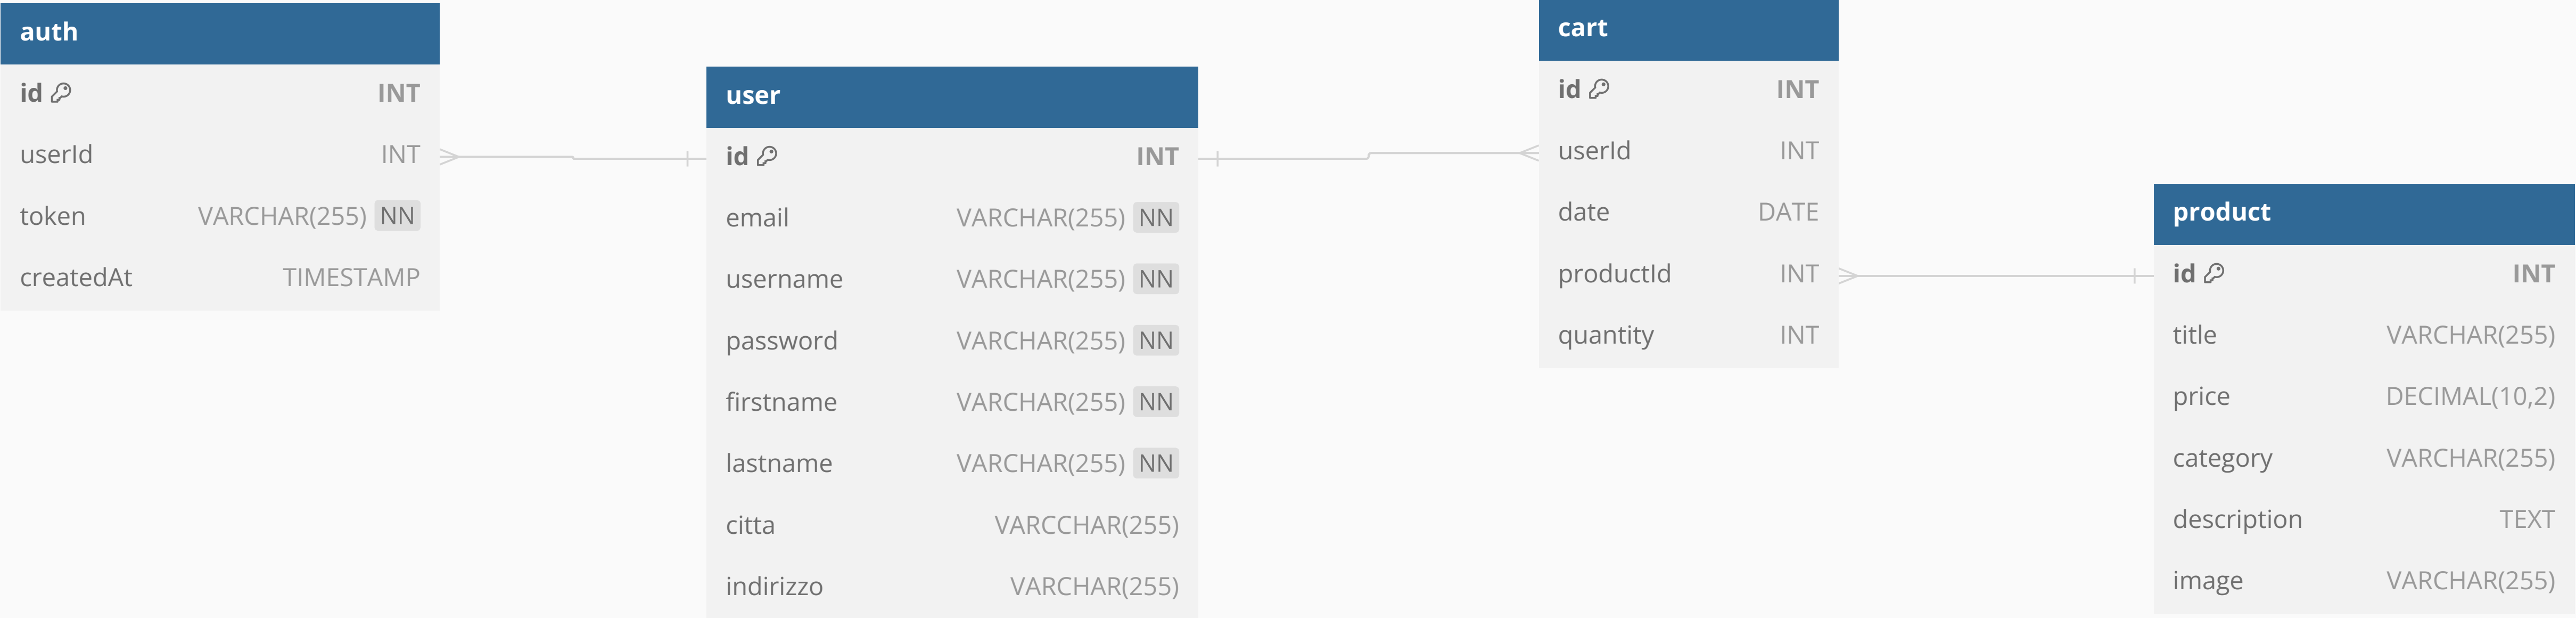 auth
id INT
userId INT
token VARCHAR(255) NN
createdAt TIMESTAMP
user
id INT
email VARCHAR(255) NN
username VARCHAR(255) NN
password VARCHAR(255) NN
firstname VARCHAR(255) NN
lastname VARCHAR(255) NN
citta VARCCHAR(255)
indirizzo VARCHAR(255)
cart
id INT
userId INT
date DATE
productId INT
quantity INT
product
id INT
title VARCHAR(255)
price DECIMAL(10,2)
category VARCHAR(255)
description TEXT
image VARCHAR(255)